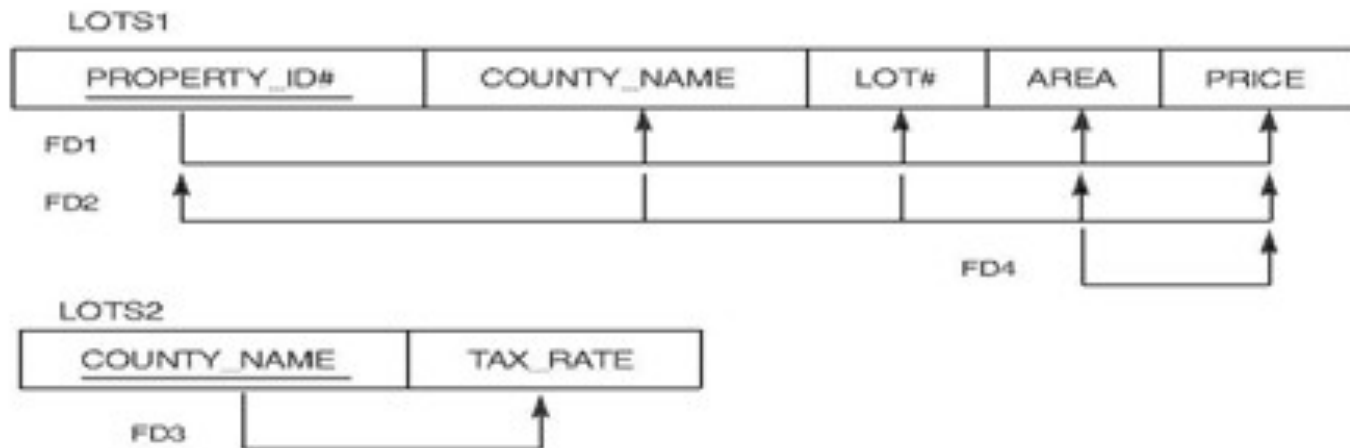 LOTS1
PROPERTY_ID# COUNTY_NAME LOT# AREA PRICE
FD1
FD2
FD4
LOTS2
COUNTY_NAME TAX_RATE
FD3